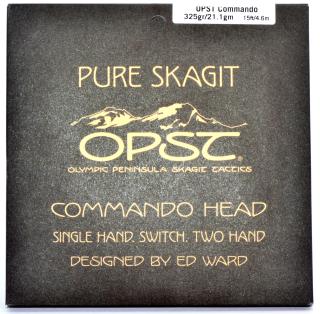 OPST Commando
325gr/21.1gm 15ft/4.6m
PURE SKAGIT
OPST®
OLYMPIC PENINSULA SKAGIT TACTICS
COMMANDO HEAD
SINGLE HAND. SWITCH. TWO HAND
DESIGNED BY ED WARD